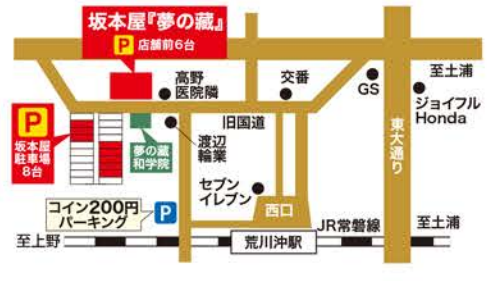 坂本屋『夢の藏』
P 店舗前6台
高野
医院隣
交番
GS
至土浦
ジョイフル
Honda
P
坂本屋
駐車場
8台
夢の藏
和学院
渡辺
輪業
旧国道
東大通り
セブン
イレブン
コイン200円
パーキング
P
西口
JR常磐線
至土浦
至上野
荒川沖駅